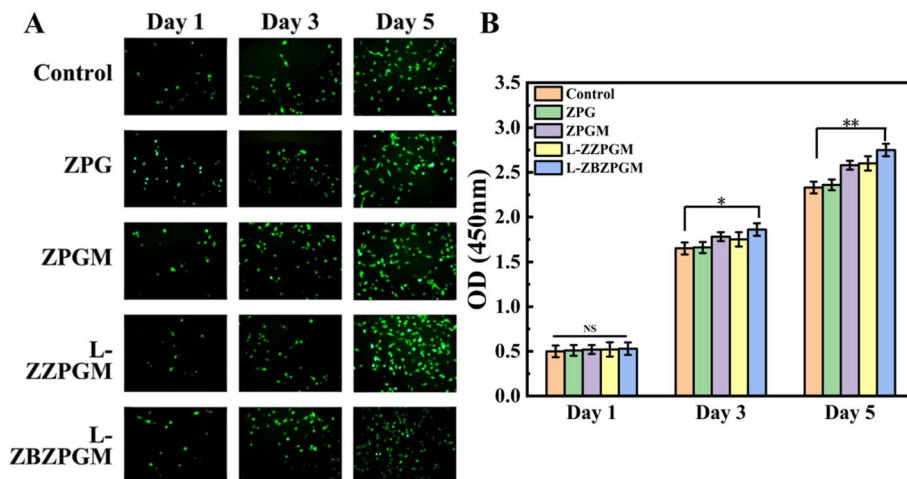 A
Day 1
Day 3
Day 5
Control
ZPG
ZPGM
L-
ZZPGM
L-
ZBZPGM
B
OD (450nm)
3.5
3.0
2.5
2.0
1.5
1.0
0.5
0.0
Control
ZPG
ZPGM
L-ZZPGM
L-ZBZPGM
NS
*
**
Day 1
Day 3
Day 5